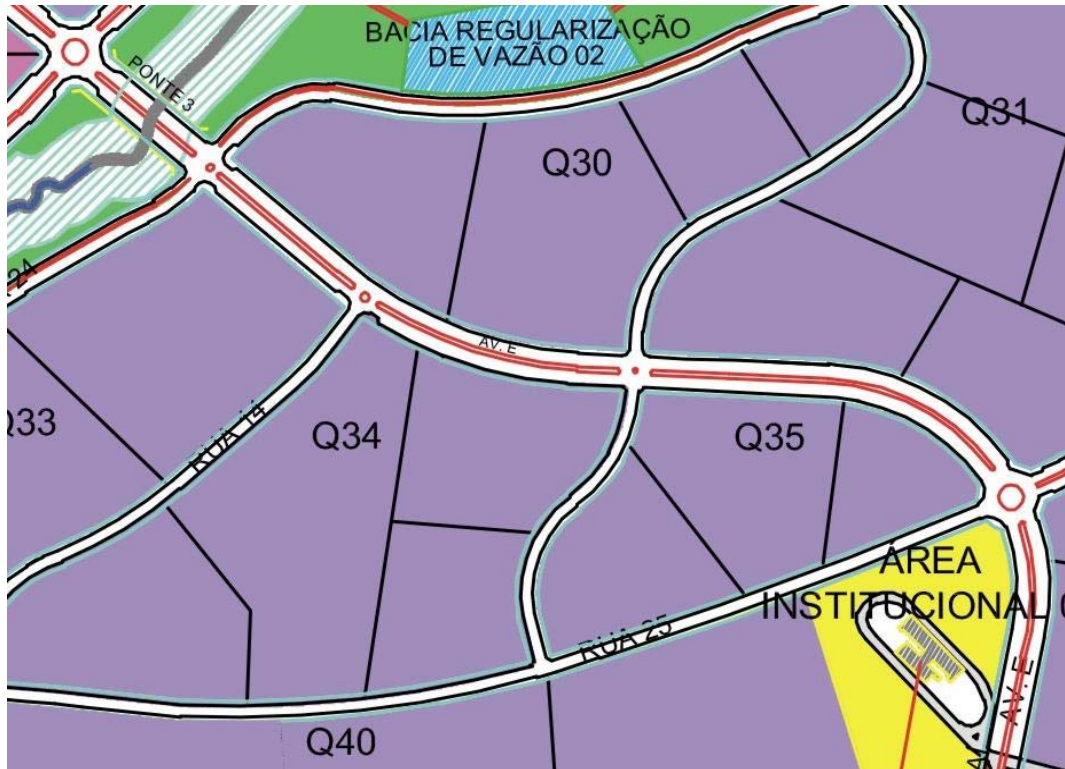 BACIA REGULARIZAÇÃO
DE VAZÃO 02
PONTE 3
Q31
Q30
AV. E
Q33
RUA 14
Q34
Q35
ÁREA
INSTITUCIONAL
RUA 25
AV. E
Q40